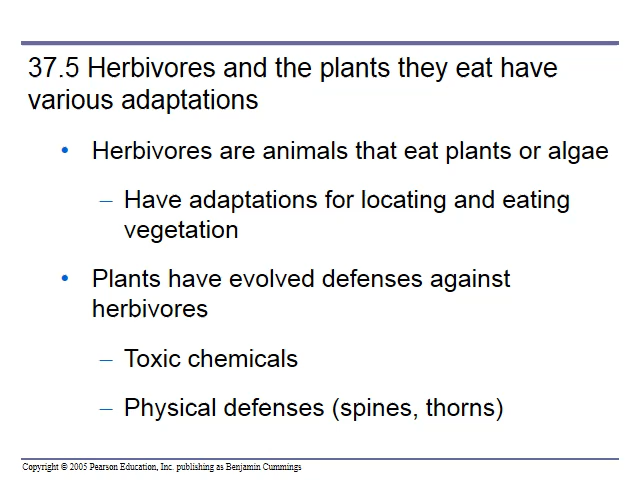 37.5 Herbivores and the plants they eat have
various adaptations
• Herbivores are animals that eat plants or algae
– Have adaptations for locating and eating
vegetation
• Plants have evolved defenses against
herbivores
– Toxic chemicals
– Physical defenses (spines, thorns)
Copyright © 2005 Pearson Education, Inc. publishing as Benjamin Cummings